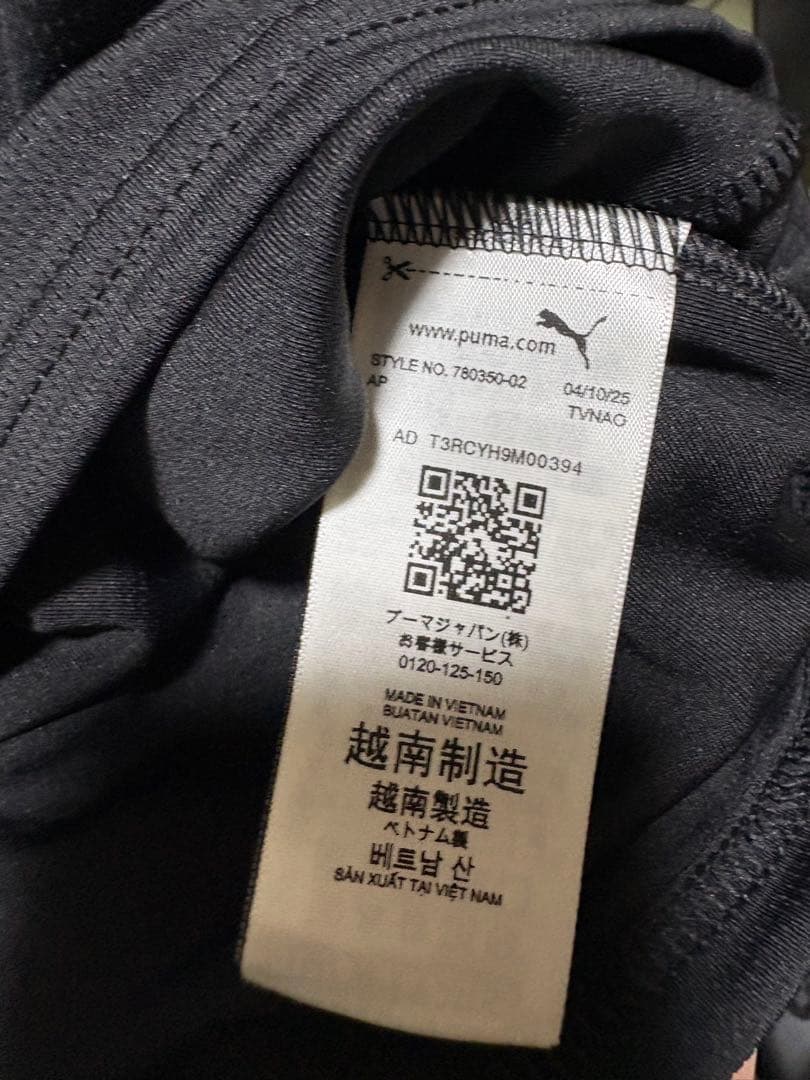 www.puma.com
STYLE NO. 780350-02 04/10/25
AP TVNAG
AD T3RCYH9M00394
プーマジャパン(株)
お客様サービス
0120-125-150
MADE IN VIETNAM
BUATAN VIETNAM
越南制造
越南製造
ベトナム製
베트남 산
SẢN XUẤT TẠI VIỆT NAM